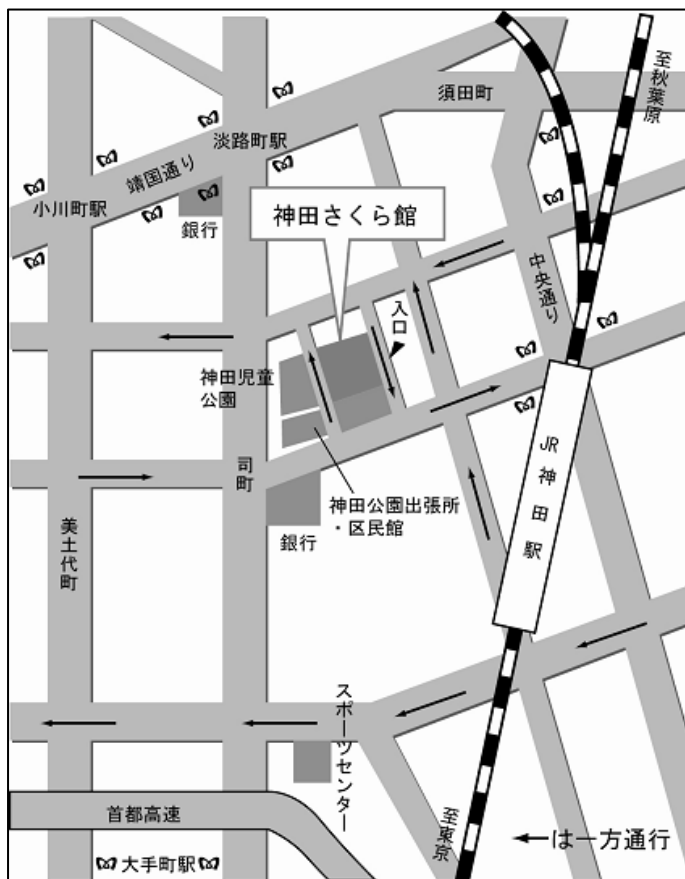 至秋葉原
須田町
淡路町駅
靖国通り
小川町駅
銀行
神田さくら館
中央通り
入口
神田児童
公園
司町
神田公園出張所
・区民館
銀行
JR神田駅
美土代町
スポーツセンター
首都高速
至東京
←は一方通行
大手町駅